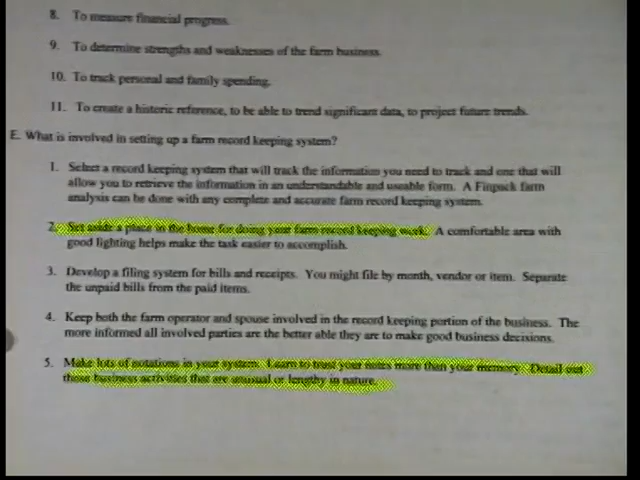 8. To measure financial progress.
9. To determine strengths and weaknesses of the farm business.
10. To track personal and family spending.
11. To create a historic reference, to be able to trend significant data, to project future trends.
E. What is involved in setting up a farm record keeping system?
1. Select a record keeping system that will track the information you need to track and one that will
allow you to retrieve the information in an understandable and useable form. A Finpack farm
analysis can be done with any complete and accurate farm record keeping system.
2. Set aside a place in the home for doing your farm record keeping work. A comfortable area with
good lighting helps make the task easier to accomplish.
3. Develop a filing system for bills and receipts. You might file by month, vendor or item. Separate
the unpaid bills from the paid items.
4. Keep both the farm operator and spouse involved in the record keeping portion of the business. The
more informed all involved parties are the better able they are to make good business decisions.
5. Make lots of notations in your system. Learn to trust your notes more than your memory. Detail out
those business activities that are unusual or lengthy in nature.